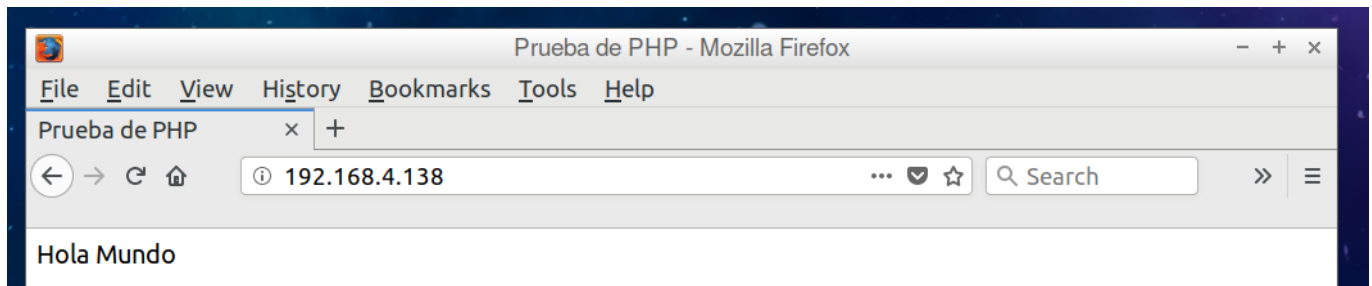 Prueba de PHP - Mozilla Firefox
File Edit View History Bookmarks Tools Help
Prueba de PHP
192.168.4.138 Search
Hola Mundo